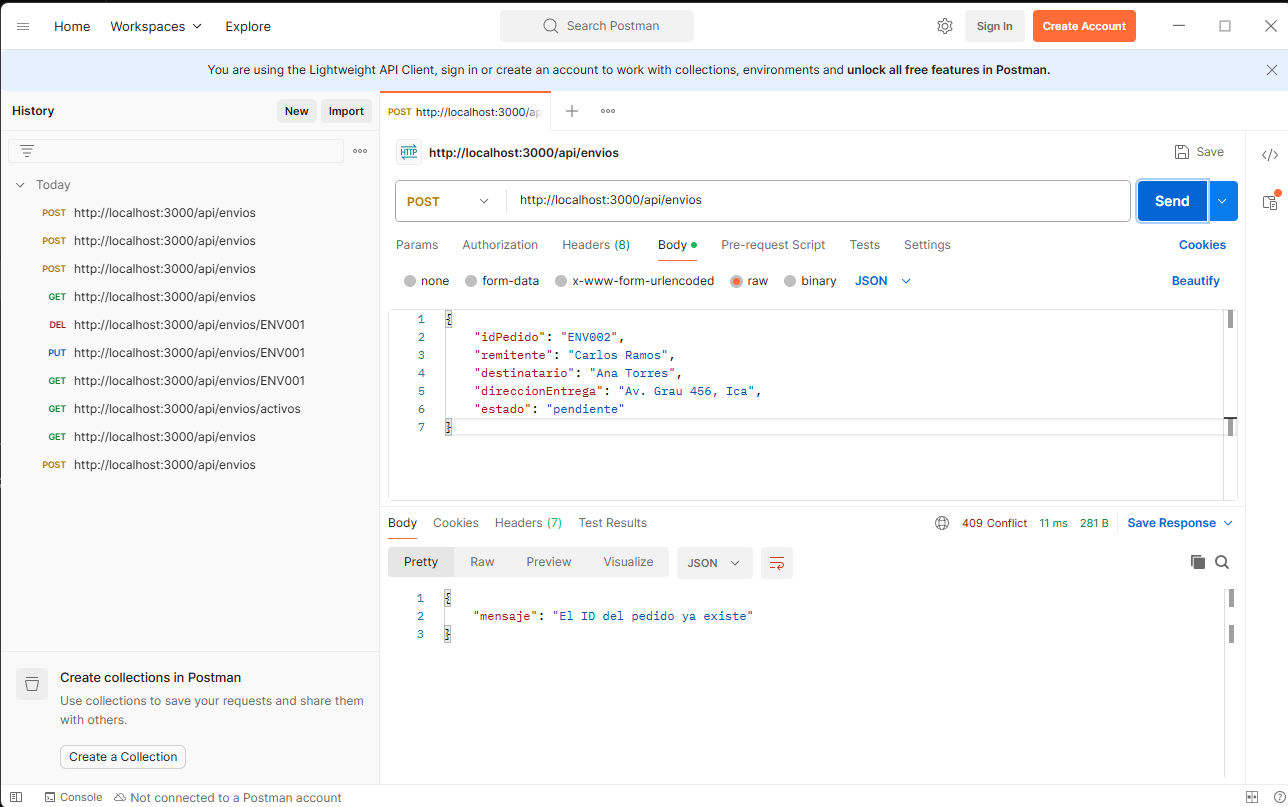 Home Workspaces Explore Search Postman Sign In Create Account
You are using the Lightweight API Client, sign in or create an account to work with collections, environments and unlock all free features in Postman.
History New Import
Today
POST http://localhost:3000/api/envios
POST http://localhost:3000/api/envios
POST http://localhost:3000/api/envios
GET http://localhost:3000/api/envios
DEL http://localhost:3000/api/envios/ENV001
PUT http://localhost:3000/api/envios/ENV001
GET http://localhost:3000/api/envios/ENV001
GET http://localhost:3000/api/envios/activos
GET http://localhost:3000/api/envios
POST http://localhost:3000/api/envios
Create collections in Postman
Use collections to save your requests and share them
with others.
Create a Collection
POST http://localhost:3000/ap
HTTP http://localhost:3000/api/envios Save
POST http://localhost:3000/api/envios Send
Params Authorization Headers (8) Body Pre-request Script Tests Settings Cookies
none form-data x-www-form-urlencoded raw binary JSON Beautify
1 {
2 "idPedido": "ENV002",
3 "remitente": "Carlos Ramos",
4 "destinatario": "Ana Torres",
5 "direccionEntrega": "Av. Grau 456, Ica",
6 "estado": "pendiente"
7 }
Body Cookies Headers (7) Test Results 409 Conflict 11 ms 281 B Save Response
Pretty Raw Preview Visualize JSON
1 {
2 "mensaje": "El ID del pedido ya existe"
3 }
Console Not connected to a Postman account